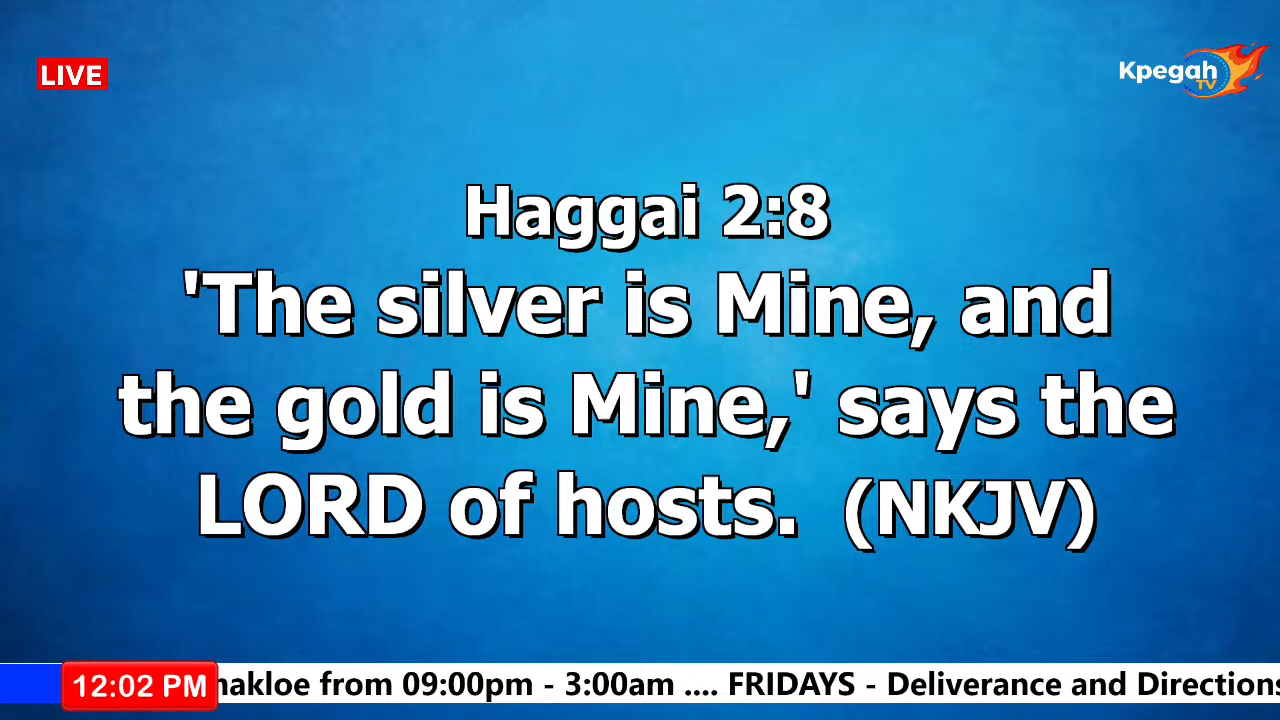 LIVE
Kpegah
TV
Haggai 2:8
'The silver is Mine, and
the gold is Mine,' says the
LORD of hosts. (NKJV)
12:02 PM
from 09:00pm - 3:00am .... FRIDAYS - Deliverance and Directions